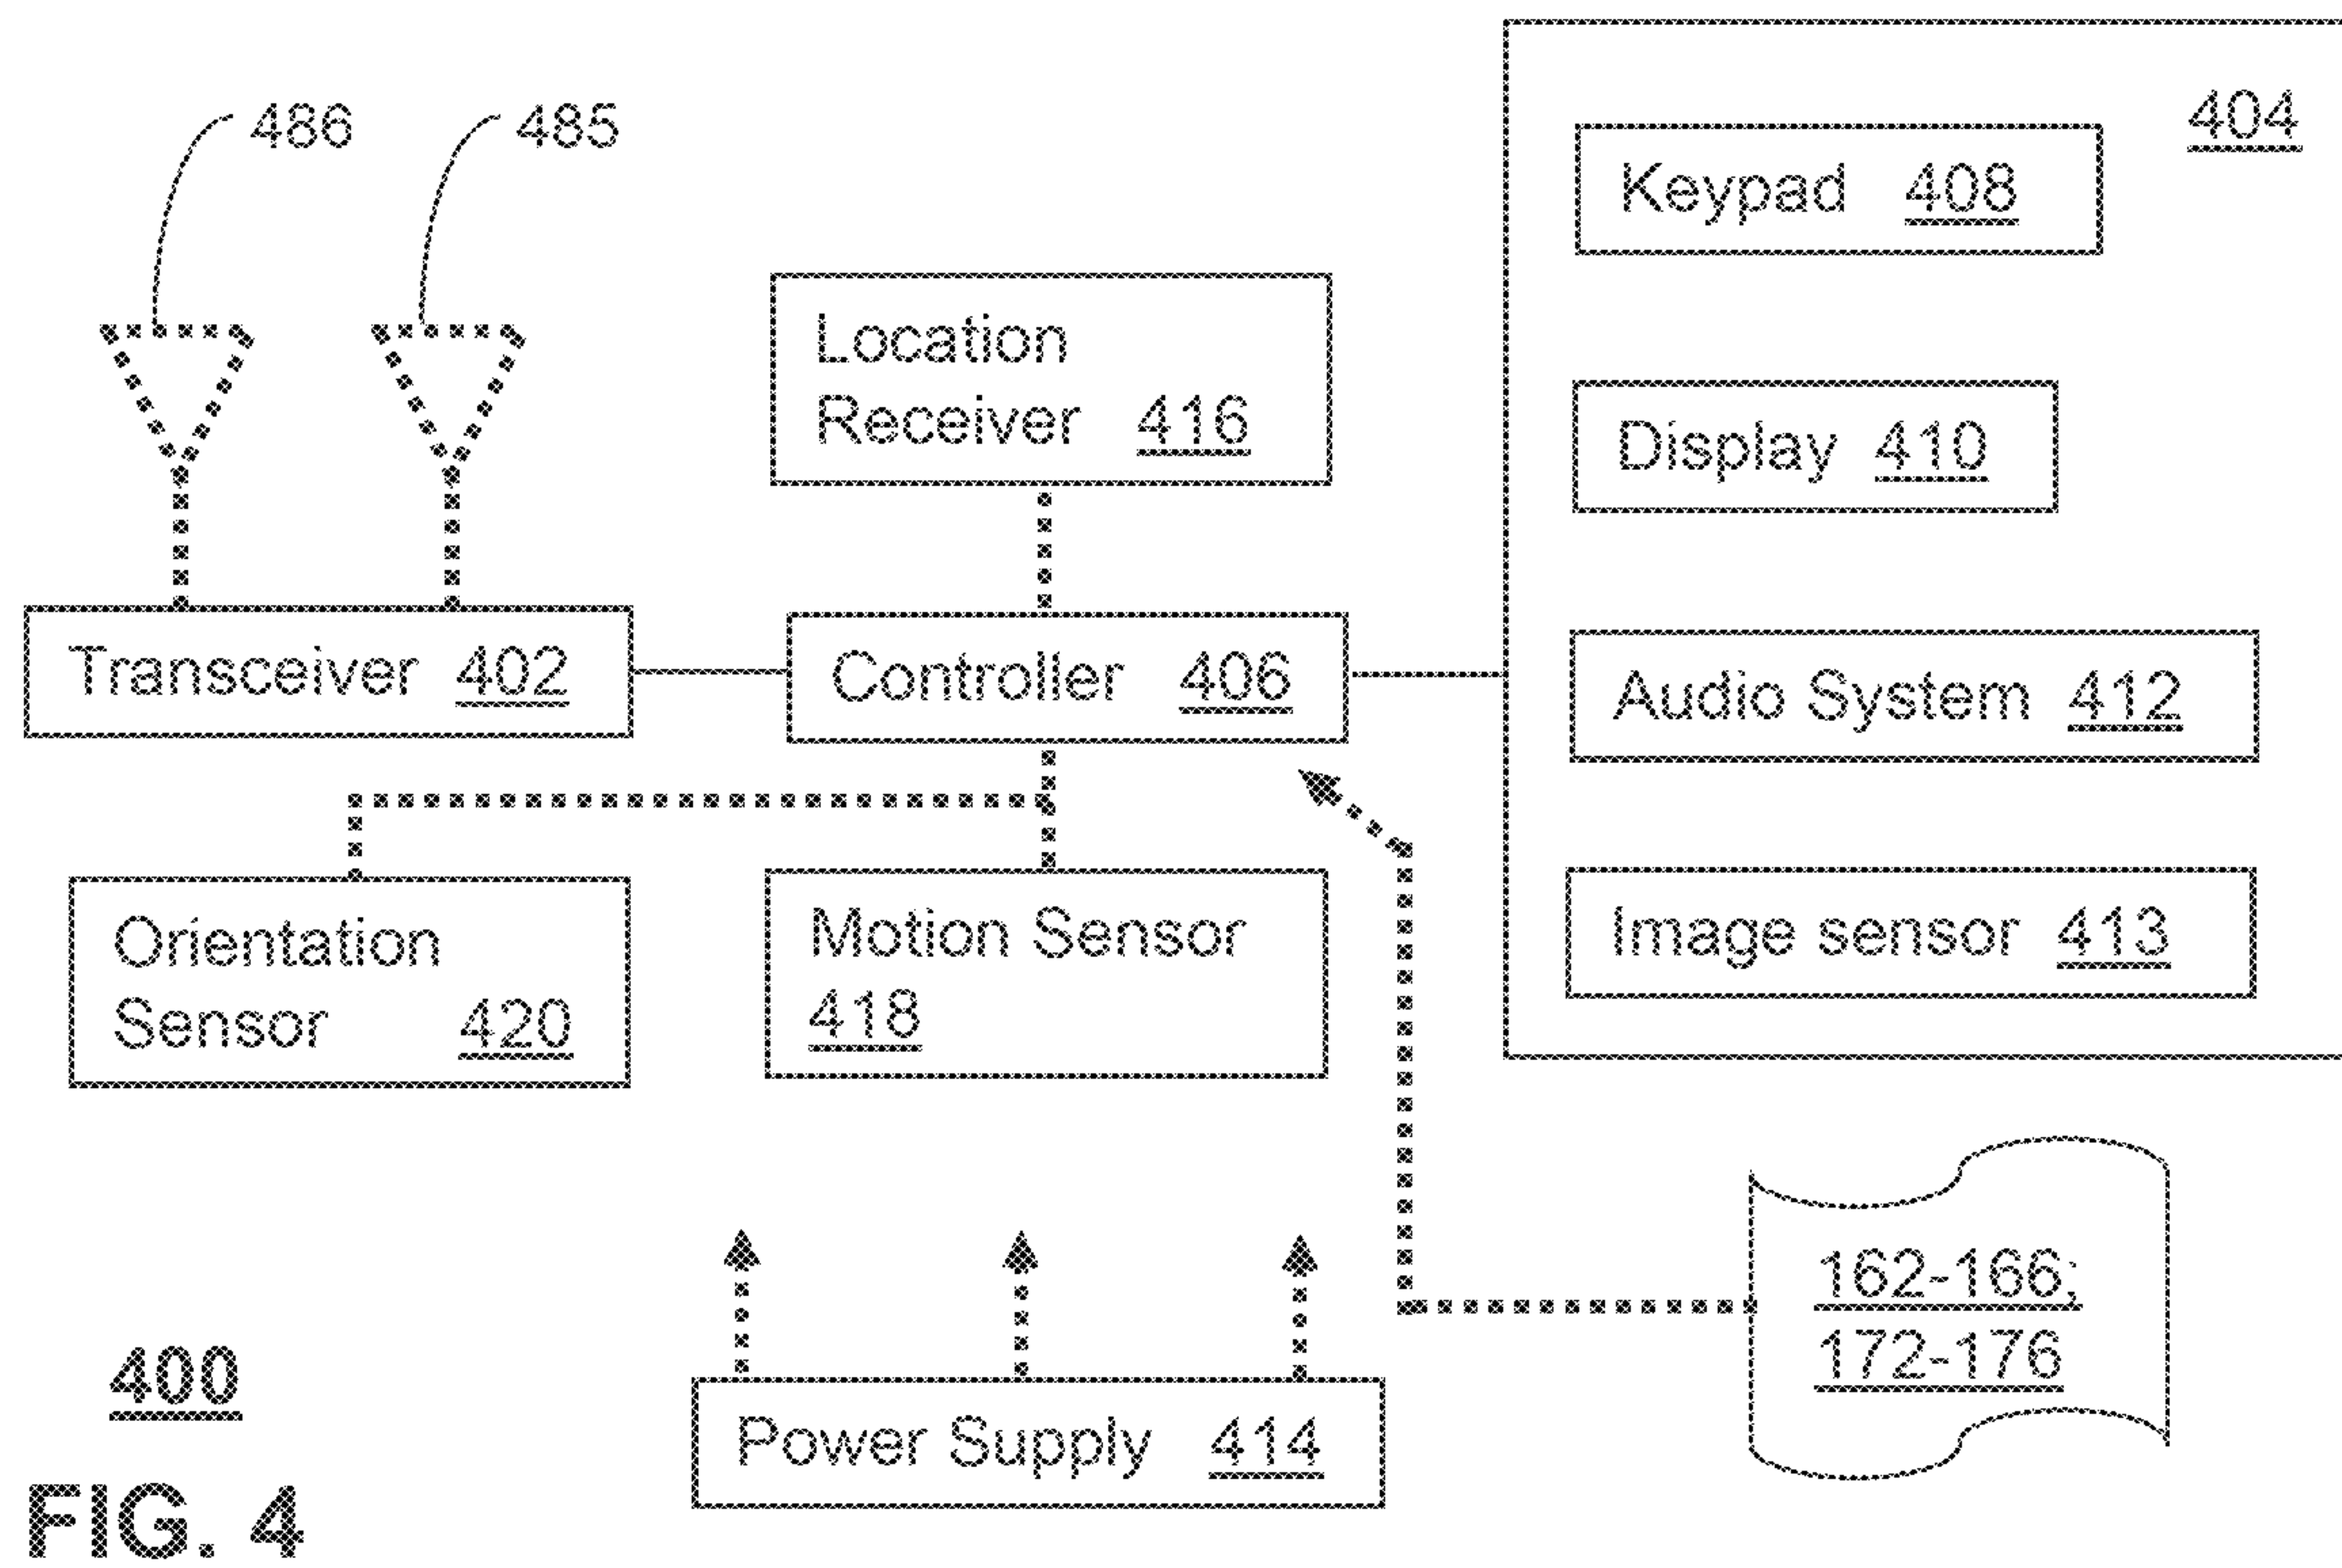 486
485
404
Keypad 408
Location
Receiver 416
Display 410
Transceiver 402
Controller 406
Audio System 412
Orientation
Sensor 420
Motion Sensor
418
Image sensor 413
162-166;
172-176
400
Power Supply 414
FIG. 4